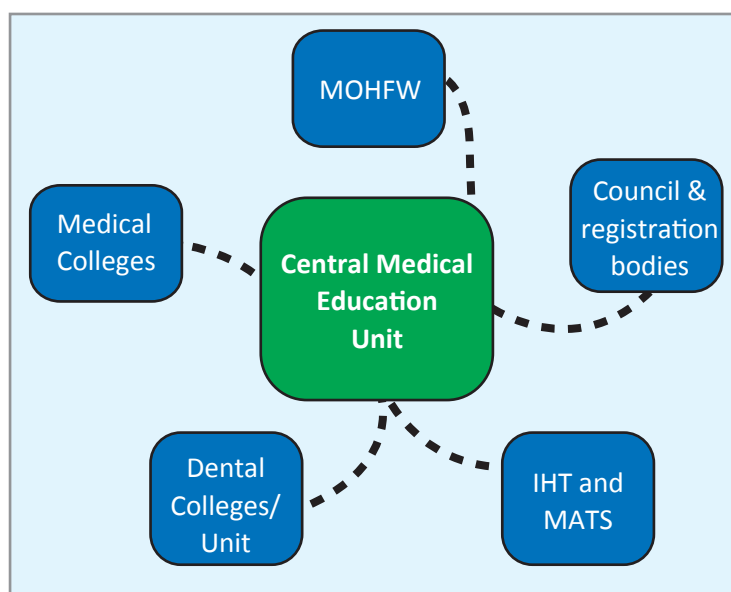 MOHFW
Council &
registration
bodies
Medical
Colleges
Central Medical
Education
Unit
Dental
Colleges/
Unit
IHT and
MATS